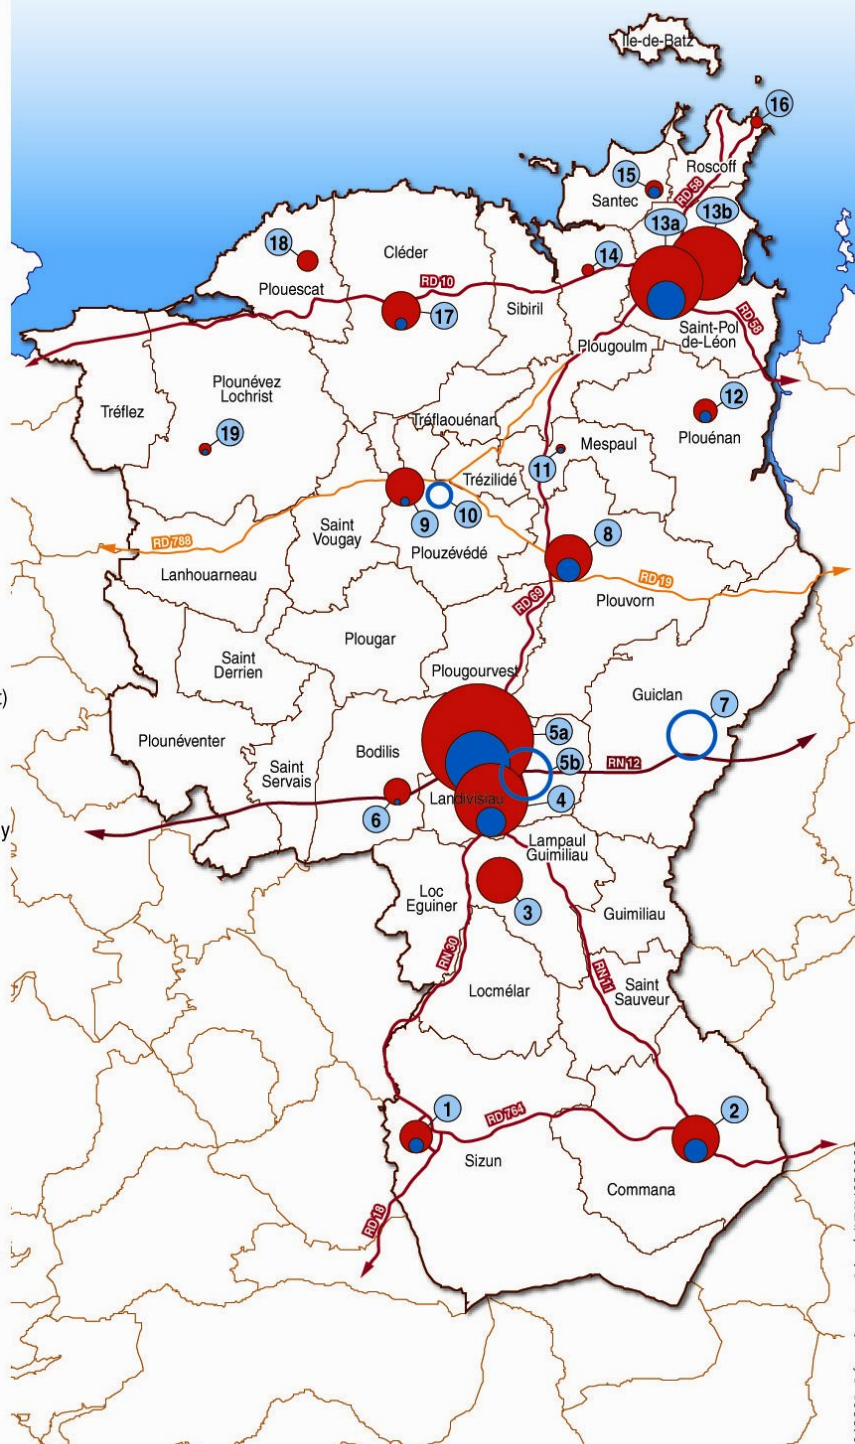 Ile-de-Batz
16
Roscoff
15
Santec
RD 58
13a
13b
18
Cléder
14
Plouescat
RD 10
Sibiril
17
Saint-Pol
de-Léon
RD 58
Plougoulm
Plounévez
Lochrist
Tréflez
Tréflaouénan
12
Plouénan
19
Mespaul
11
Trézilidé
9
10
Saint
Vougay
8
RD 788
Plouzévédé
Lanhouarneau
RD 19
Plouvorn
RD 69
Plougar
Saint
Derrien
Plougourvest
Guiclan
7
t)
Plounéventer
Bodilis
5a
Saint
Servais
5b
RN 12
Landivisiau
4
6
y
Lampaul
Guimiliau
Loc
Eguiner
3
Guimiliau
RN 30
RN 11
Locmélar
Saint
Sauveur
1
RD 764
2
Sizun
Commana
RD 18